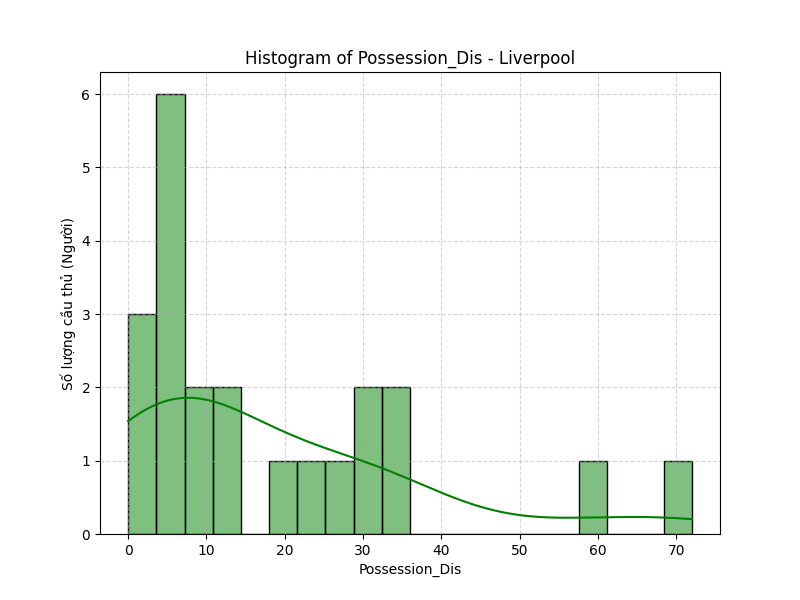 Histogram of Possession_Dis - Liverpool
6
5
4
3
2
1
0
Số lượng cầu thủ (Người)
0 10 20 30 40 50 60 70
Possession_Dis